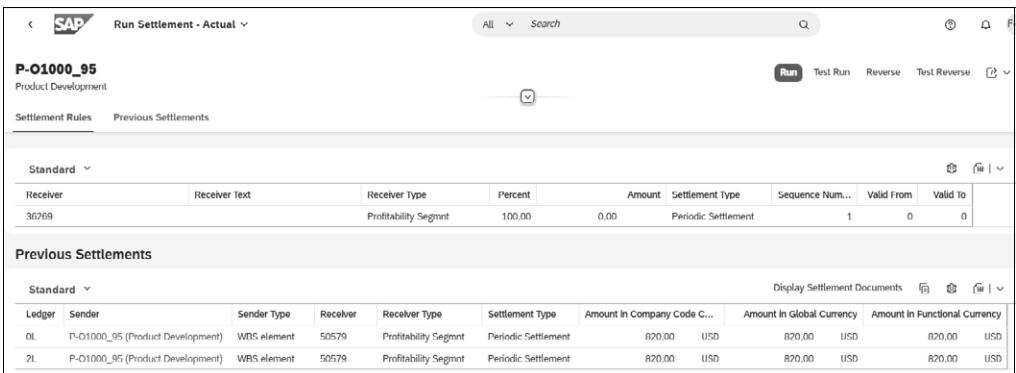 SAP Run Settlement - Actual All Search
P-O1000_95
Product Development
Run Test Run Reverse Test Reverse
Settlement Rules Previous Settlements
Standard
Receiver Receiver Text Receiver Type Percent Amount Settlement Type Sequence Num... Valid From Valid To
36269 Profitability Segmnt 100,00 0,00 Periodic Settlement 1 0 0
Previous Settlements
Standard Display Settlement Documents
Ledger Sender Sender Type Receiver Receiver Type Settlement Type Amount in Company Code C... Amount in Global Currency Amount in Functional Currency
0L P-O1000_95 (Product Development) WBS element 50579 Profitability Segmnt Periodic Settlement 820,00 USD 820,00 USD 820,00 USD
2L P-O1000_95 (Product Development) WBS element 50579 Profitability Segmnt Periodic Settlement 820,00 USD 820,00 USD 820,00 USD